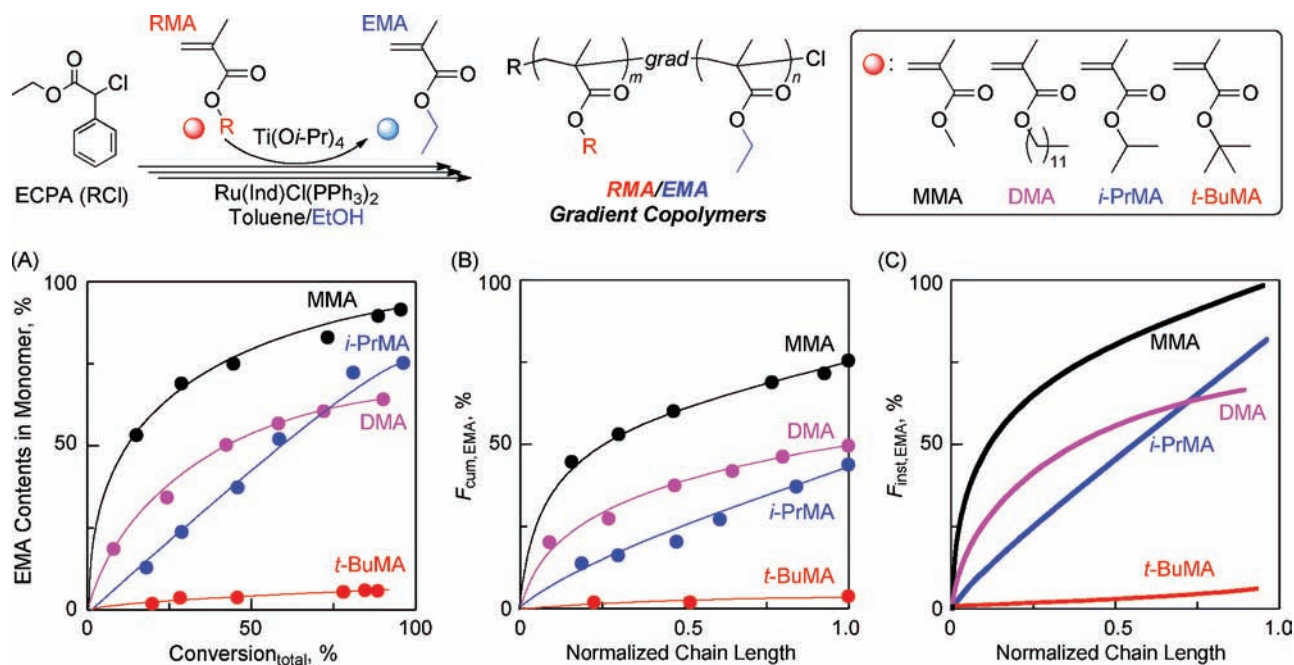 RMA
EMA
Cl
O
O
O
O
O
O
R
Ti(Oi-Pr)4
ECPA (RCl)
Ru(Ind)Cl(PPh3)2
Toluene/EtOH
R
m
grad
n
Cl
O
O
O
O
R
RMA/EMA
Gradient Copolymers
:
O
O
O
O
O
O
O
O
11
MMA
DMA
i-PrMA
t-BuMA
(A)
100
50
0
EMA Contents in Monomer, %
MMA
i-PrMA
DMA
t-BuMA
0
50
100
Conversiontotal, %
(B)
100
50
0
Fcum,EMA, %
MMA
DMA
i-PrMA
t-BuMA
0
0.5
1.0
Normalized Chain Length
(C)
100
50
0
Finst,EMA, %
MMA
DMA
i-PrMA
t-BuMA
0
0.5
1.0
Normalized Chain Length